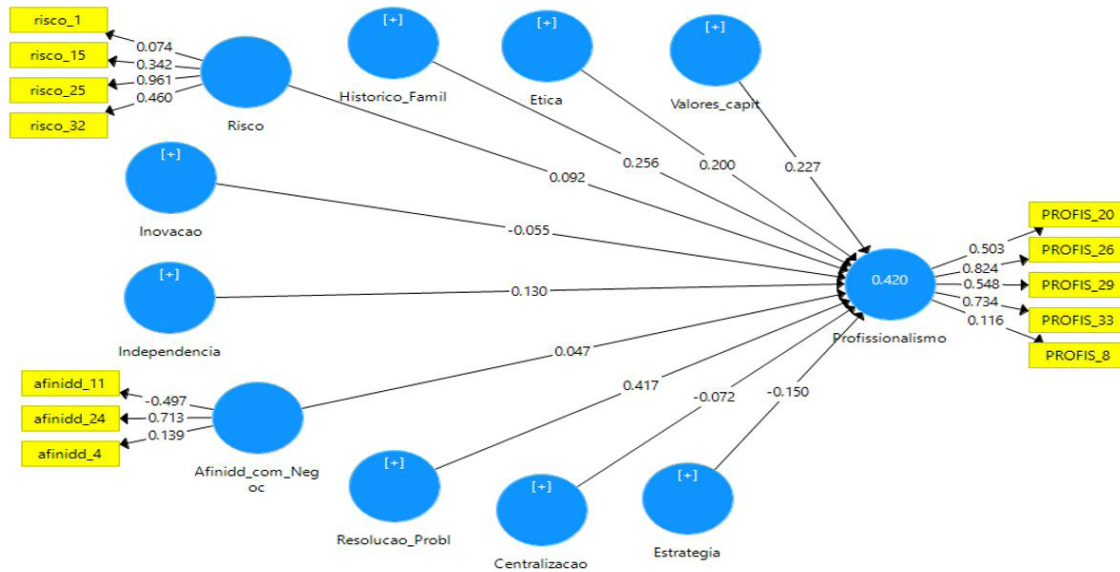 risco_1
risco_15
risco_25
risco_32
0.074
0.342
0.961
0.460
Risco
[+]
Historico_Famil
[+]
Etica
[+]
Valores_capit
0.256
0.200
0.227
0.092
[+]
Inovacao
-0.055
[+]
Independencia
0.130
afinidd_11
afinidd_24
afinidd_4
-0.497
0.713
0.139
Afinidd_com_Neg
oc
0.047
[+]
Resolucao_Probl
0.417
[+]
Centralizacao
-0.072
[+]
Estrategia
-0.150
0.420
Profissionalismo
0.503
0.824
0.548
0.734
0.116
PROFIS_20
PROFIS_26
PROFIS_29
PROFIS_33
PROFIS_8